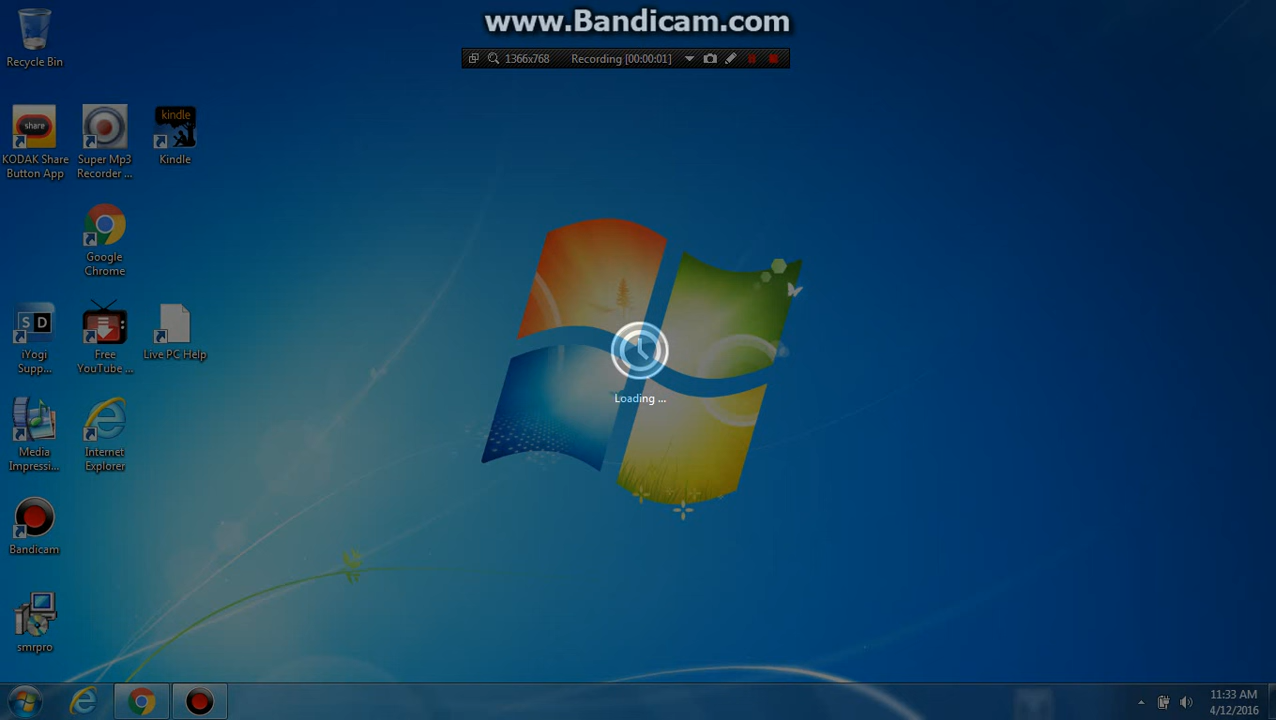 www.Bandicam.com
1366x768 Recording [00:00:01]
Recycle Bin
share
KODAK Share
Button App
Super Mp3
Recorder ...
kindle
Kindle
Google
Chrome
S D
iYogi
Supp...
Free
YouTube ...
Live PC Help
Loading ...
Media
Impressi...
Internet
Explorer
Bandicam
smrpro
11:33 AM
4/12/2016